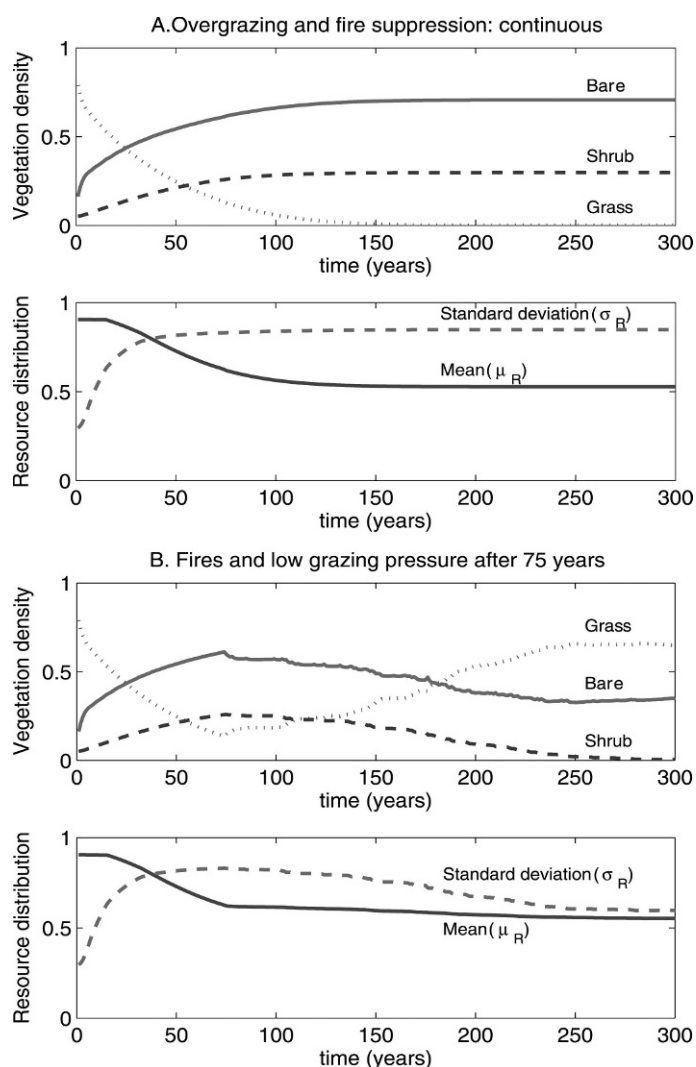 A.Overgrazing and fire suppression: continuous
1
0.5
0
Vegetation density
Bare
Shrub
Grass
0 50 100 150 200 250 300
time (years)
1
0.5
0
Resource distribution
Standard deviation(σ R)
Mean(μ R)
0 50 100 150 200 250 300
time (years)
B. Fires and low grazing pressure after 75 years
1
0.5
0
Vegetation density
Grass
Bare
Shrub
0 50 100 150 200 250 300
time (years)
1
0.5
0
Resource distribution
Standard deviation(σ R)
Mean(μ R)
0 50 100 150 200 250 300
time (years)